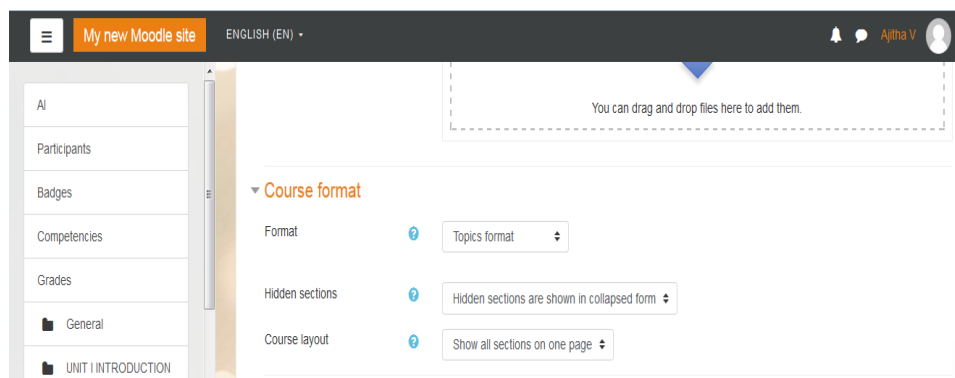 My new Moodle site ENGLISH (EN) Ajitha V
AI
Participants
Badges
Competencies
Grades
General
UNIT I INTRODUCTION
You can drag and drop files here to add them.
Course format
Format ? Topics format
Hidden sections ? Hidden sections are shown in collapsed form
Course layout ? Show all sections on one page